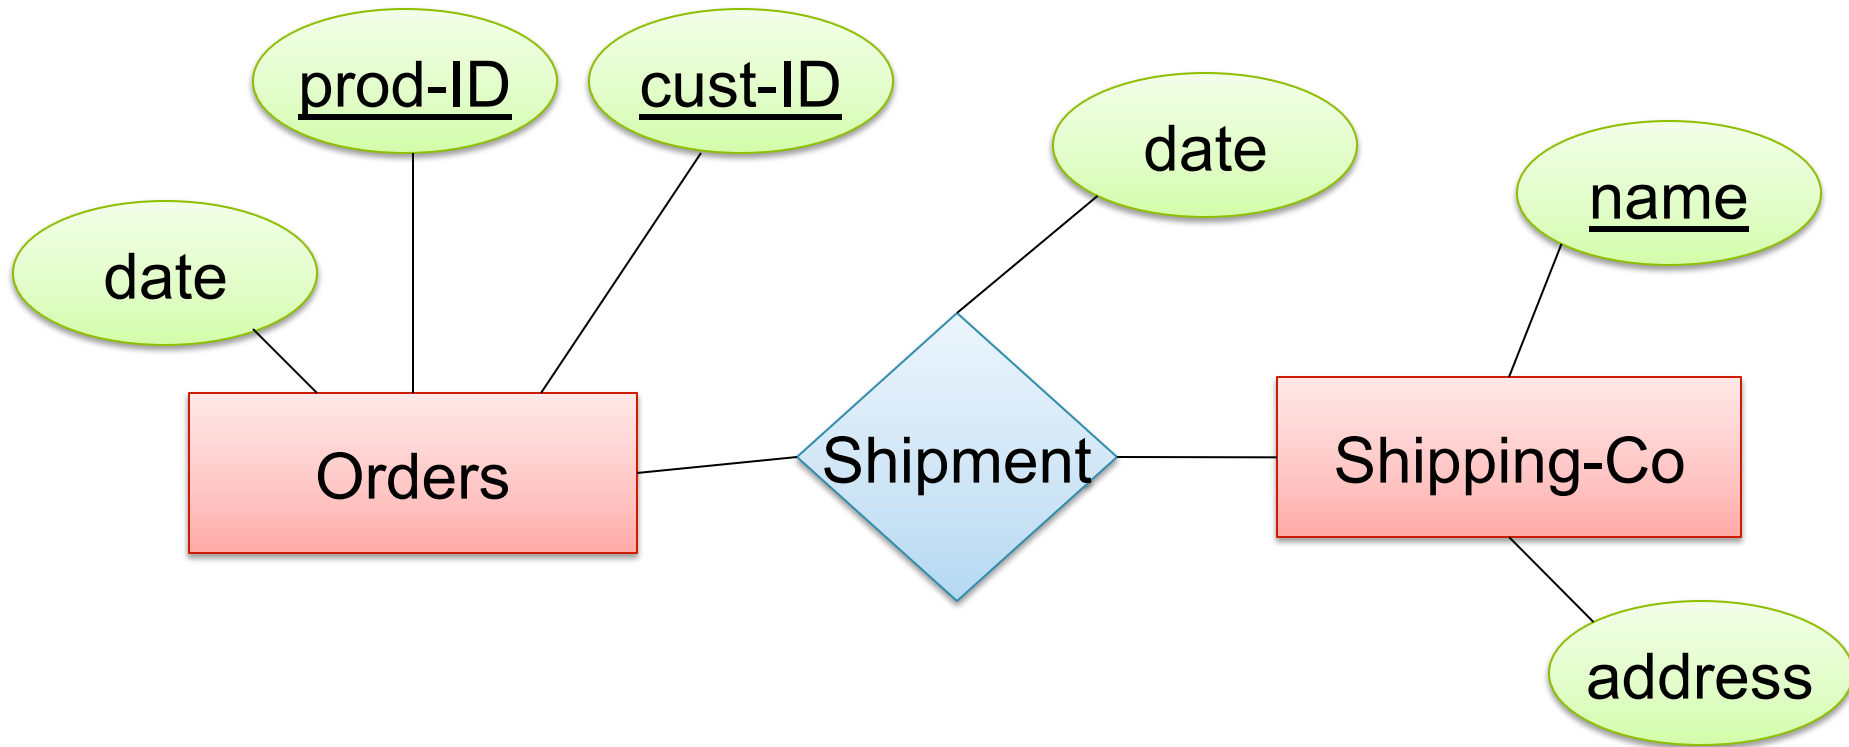 prod-ID
cust-ID
date
name
date
Orders
Shipment
Shipping-Co
address